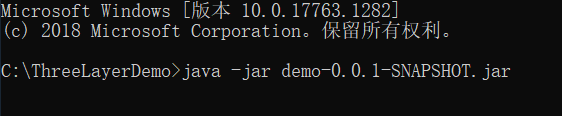 Microsoft Windows [版本 10.0.17763.1282]
(c) 2018 Microsoft Corporation。保留所有权利。
C:\ThreeLayerDemo>java -jar demo-0.0.1-SNAPSHOT.jar